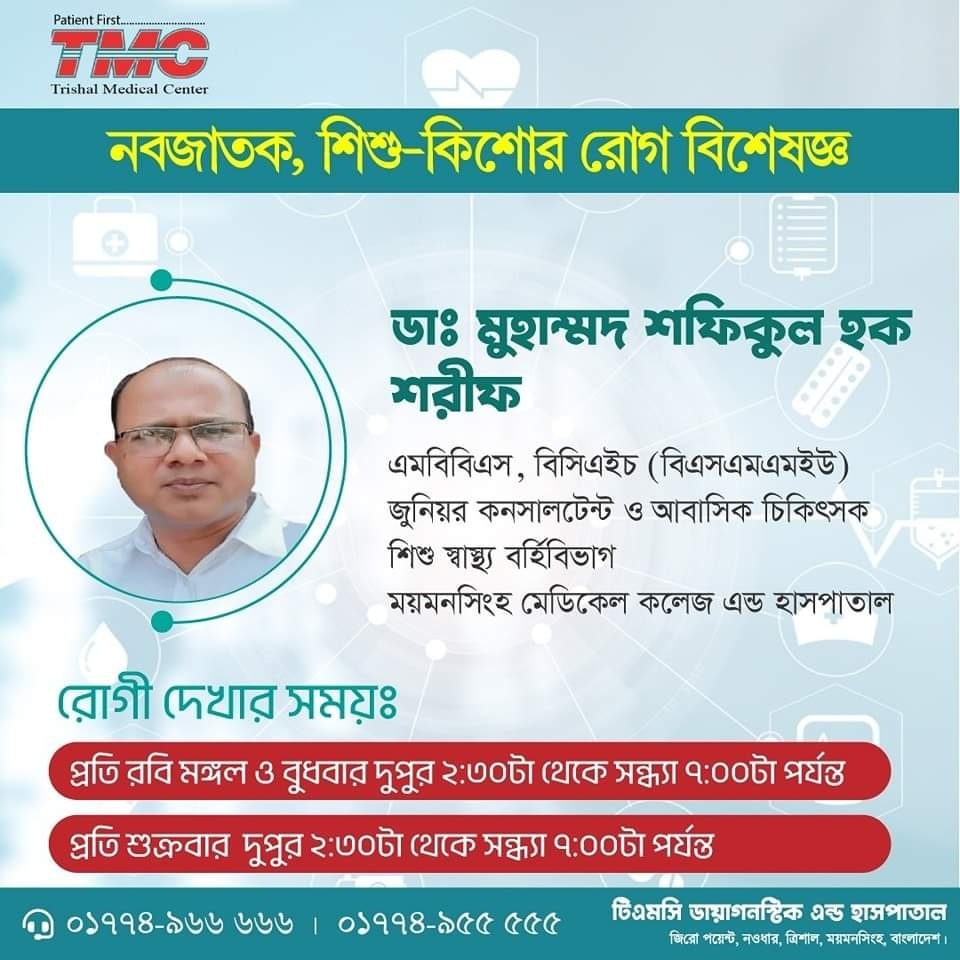 Patient First..............................
TMC
Trishal Medical Center
নবজাতক, শিশু-কিশোর রোগ বিশেষজ্ঞ
ডাঃ মুহাম্মদ শফিকুল হক
শরীফ
এমবিবিএস, বিসিএইচ (বিএসএমএমইউ)
জুনিয়র কনসালটেন্ট ও আবাসিক চিকিৎসক
শিশু স্বাস্থ্য বর্হিবিভাগ
ময়মনসিংহ মেডিকেল কলেজ এন্ড হাসপাতাল
রোগী দেখার সময়ঃ
প্রতি রবি মঙ্গল ও বুধবার দুপুর ২:৩০টা থেকে সন্ধ্যা ৭:০০টা পর্যন্ত
প্রতি শুক্রবার দুপুর ২:৩০টা থেকে সন্ধ্যা ৭:০০টা পর্যন্ত
০১৭৭৪-৯৬৬ ৬৬৬ | ০১৭৭৪-৯৫৫ ৫৫৫
টিএমসি ডায়াগনস্টিক এন্ড হাসপাতাল
জিরো পয়েন্ট, নওধার, ত্রিশাল, ময়মনসিংহ, বাংলাদেশ।